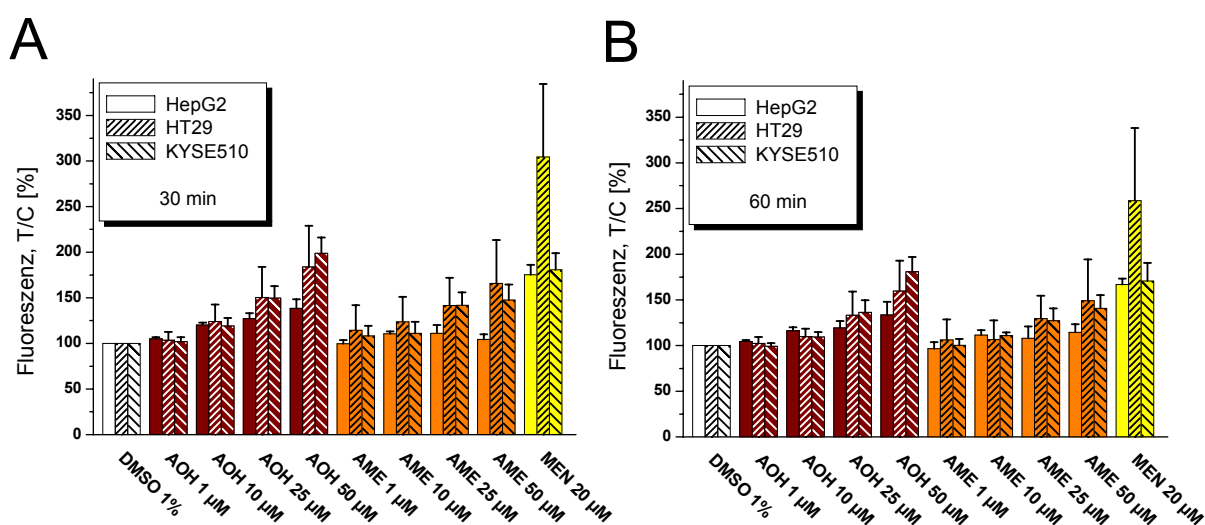 A
Fluoreszenz, T/C [%]
350
300
250
200
150
100
50
0
HepG2
HT29
KYSE510
30 min
DMSO 1%
AOH 1 µM
AOH 10 µM
AOH 25 µM
AOH 50 µM
AME 1 µM
AME 10 µM
AME 25 µM
AME 50 µM
MEN 20 µM
B
Fluoreszenz, T/C [%]
350
300
250
200
150
100
50
0
HepG2
HT29
KYSE510
60 min
DMSO 1%
AOH 1 µM
AOH 10 µM
AOH 25 µM
AOH 50 µM
AME 1 µM
AME 10 µM
AME 25 µM
AME 50 µM
MEN 20 µM